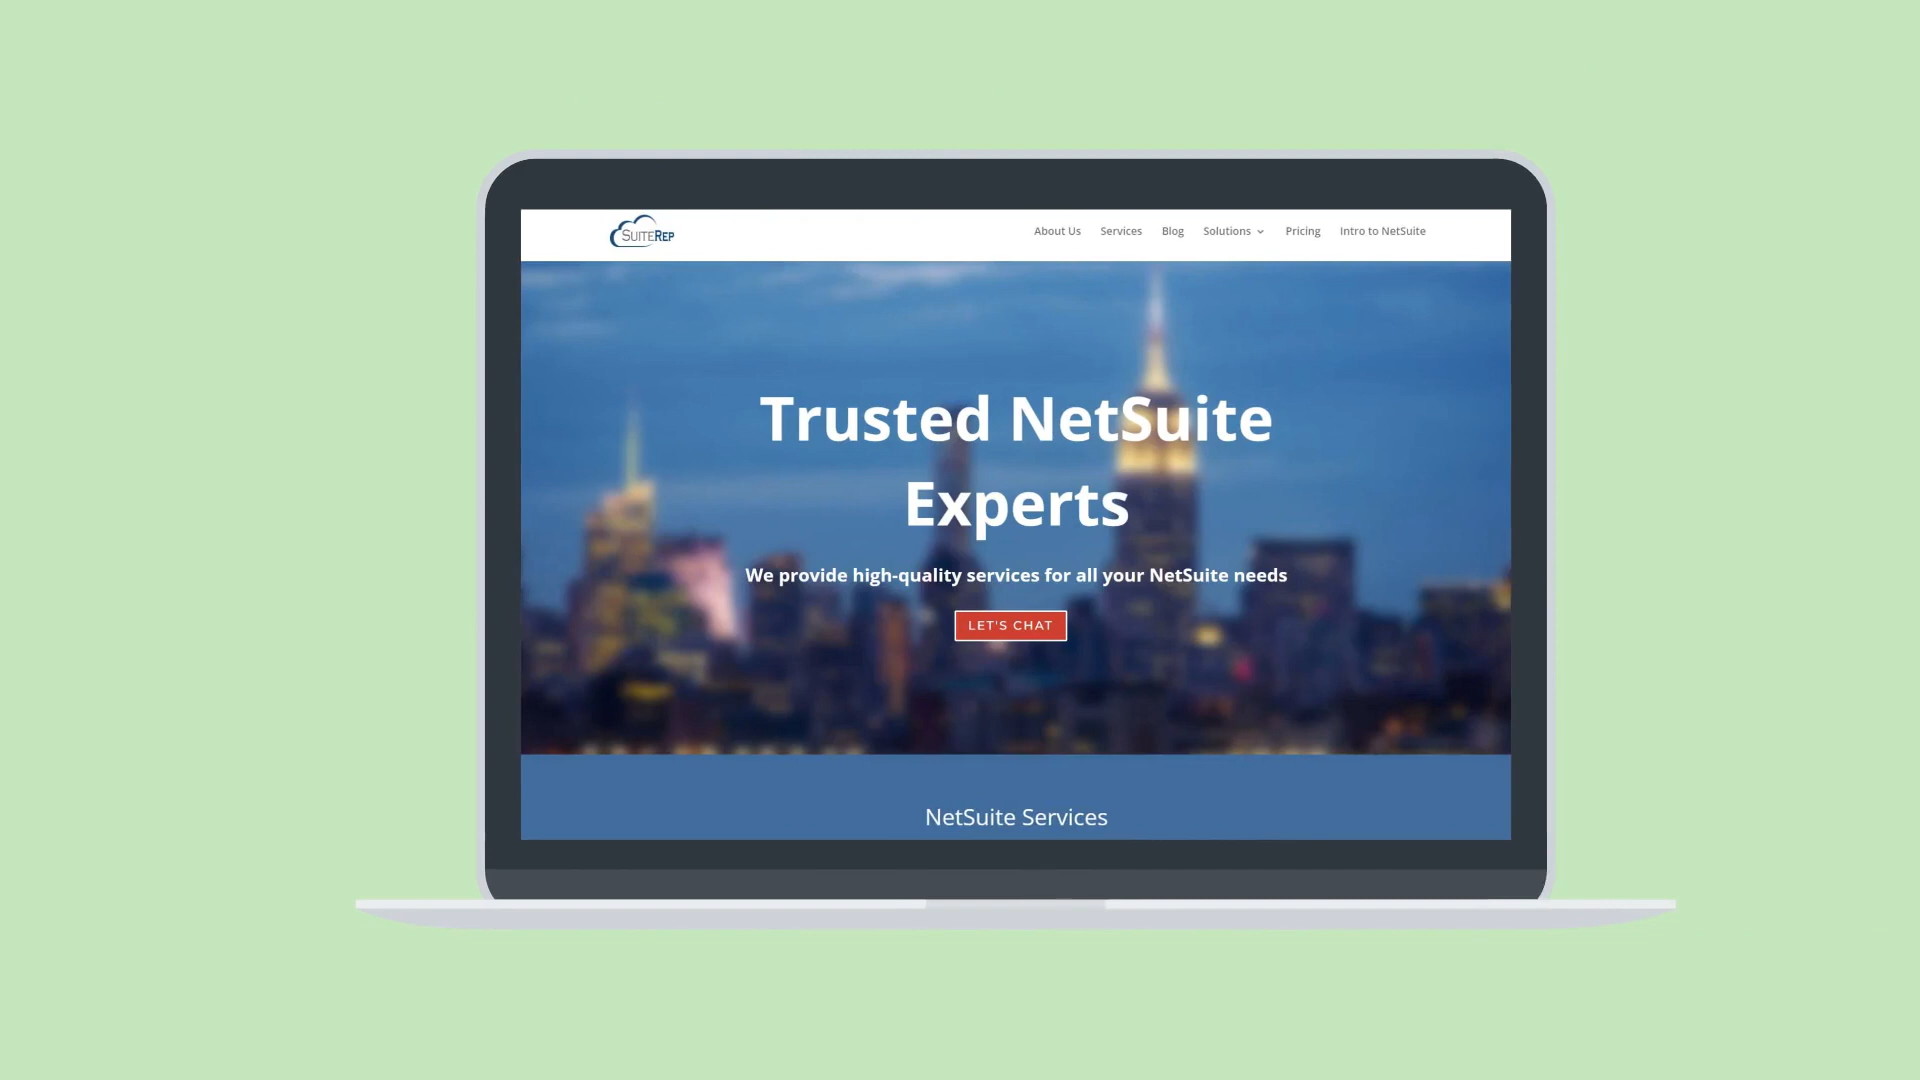 SUITEREP
About Us Services Blog Solutions Pricing Intro to NetSuite
Trusted NetSuite
Experts
We provide high-quality services for all your NetSuite needs
LET'S CHAT
NetSuite Services